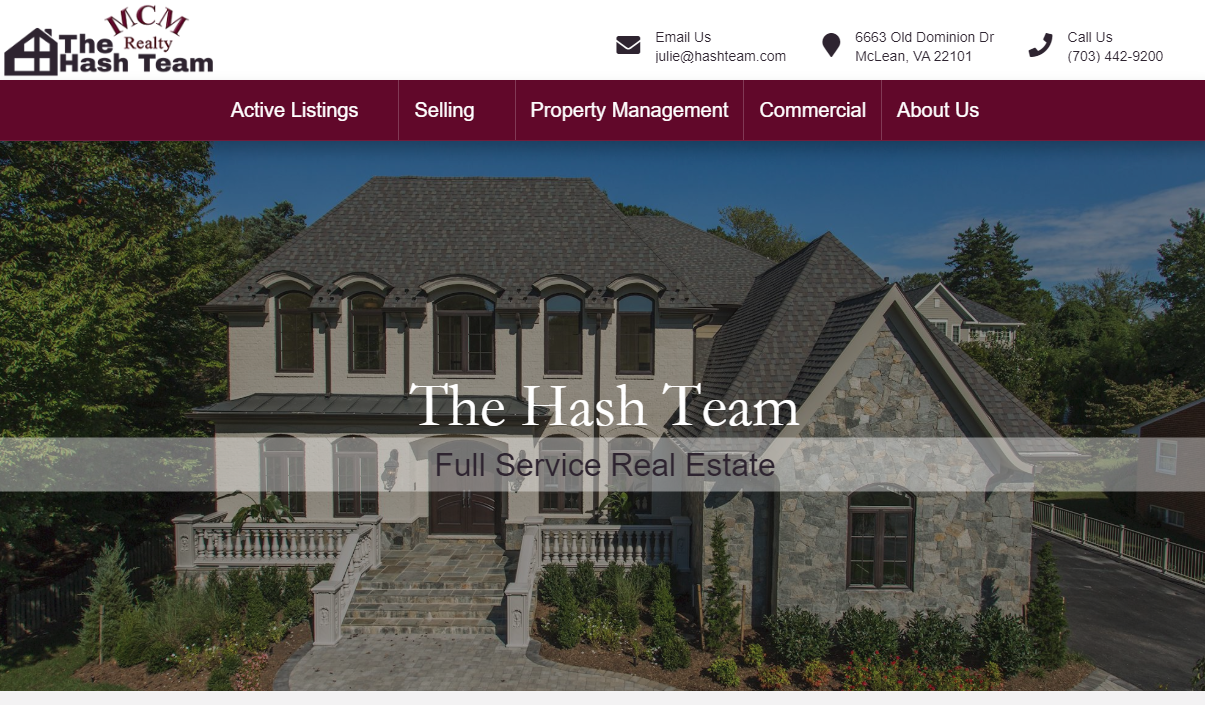 MCM
Realty
The
Hash Team
Email Us
julie@hashteam.com
6663 Old Dominion Dr
McLean, VA 22101
Call Us
(703) 442-9200
Active Listings
Selling
Property Management
Commercial
About Us
The Hash Team
Full Service Real Estate